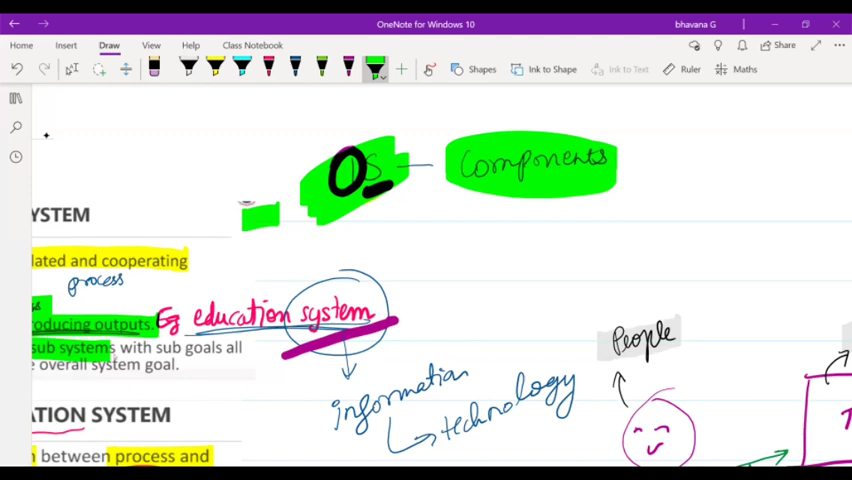 OneNote for Windows 10
bhavana G
Home Insert Draw View Help Class Notebook
Share
Shapes Ink to Shape Ink to Text Ruler Maths
IS — Components
YSTEM
lated and cooperating
process
roducing outputs.
Eg education system
sub systems with sub goals all
e overall system goal.
People
information
technology
ATION SYSTEM
n between process and